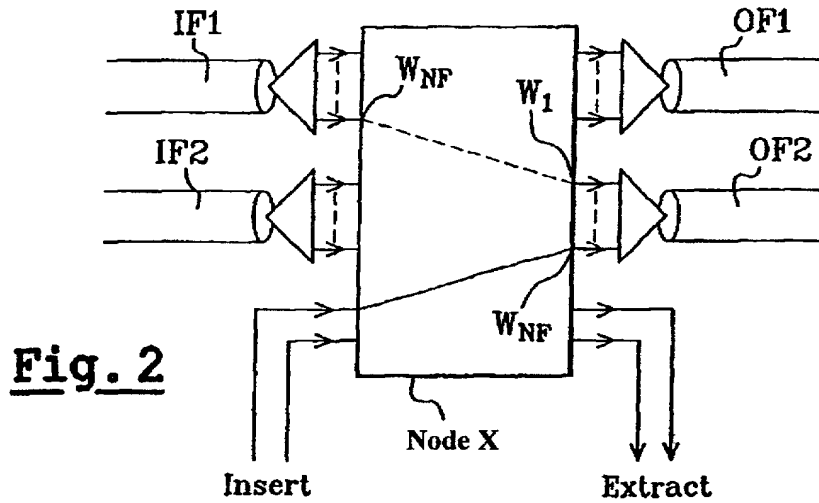 IF1
OF1
W_NF
W_1
IF2
OF2
W_NF
Fig. 2
Node X
Insert
Extract